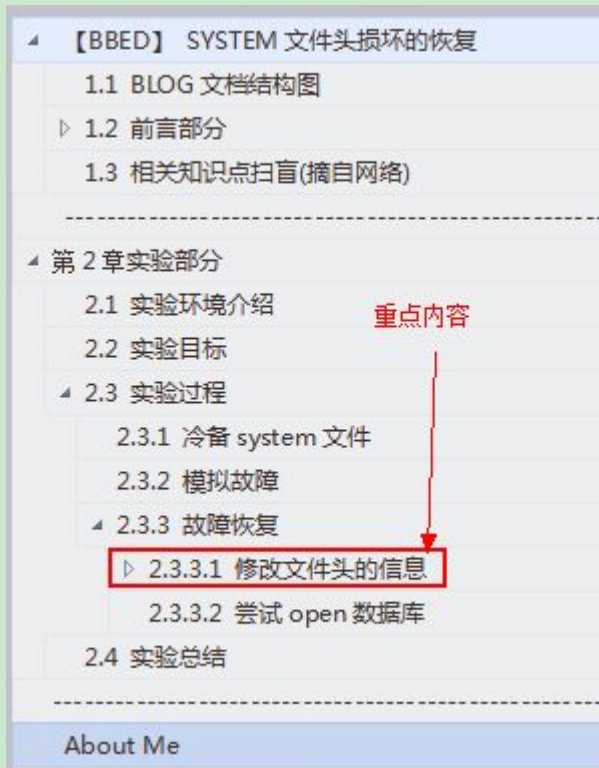 【BBED】 SYSTEM 文件头损坏的恢复
1.1 BLOG 文档结构图
1.2 前言部分
1.3 相关知识点扫盲(摘自网络)
第 2 章实验部分
2.1 实验环境介绍
重点内容
2.2 实验目标
2.3 实验过程
2.3.1 冷备 system 文件
2.3.2 模拟故障
2.3.3 故障恢复
2.3.3.1 修改文件头的信息
2.3.3.2 尝试 open 数据库
2.4 实验总结
About Me